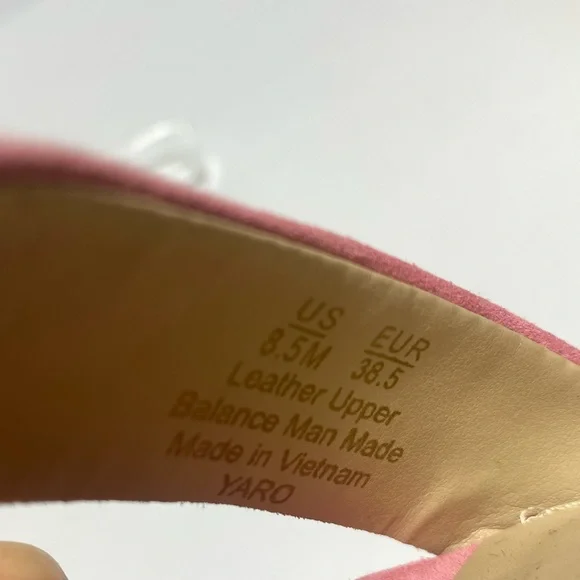 US EUR
8.5M 38.5
Leather Upper
Balance Man Made
Made in Vietnam
YARO